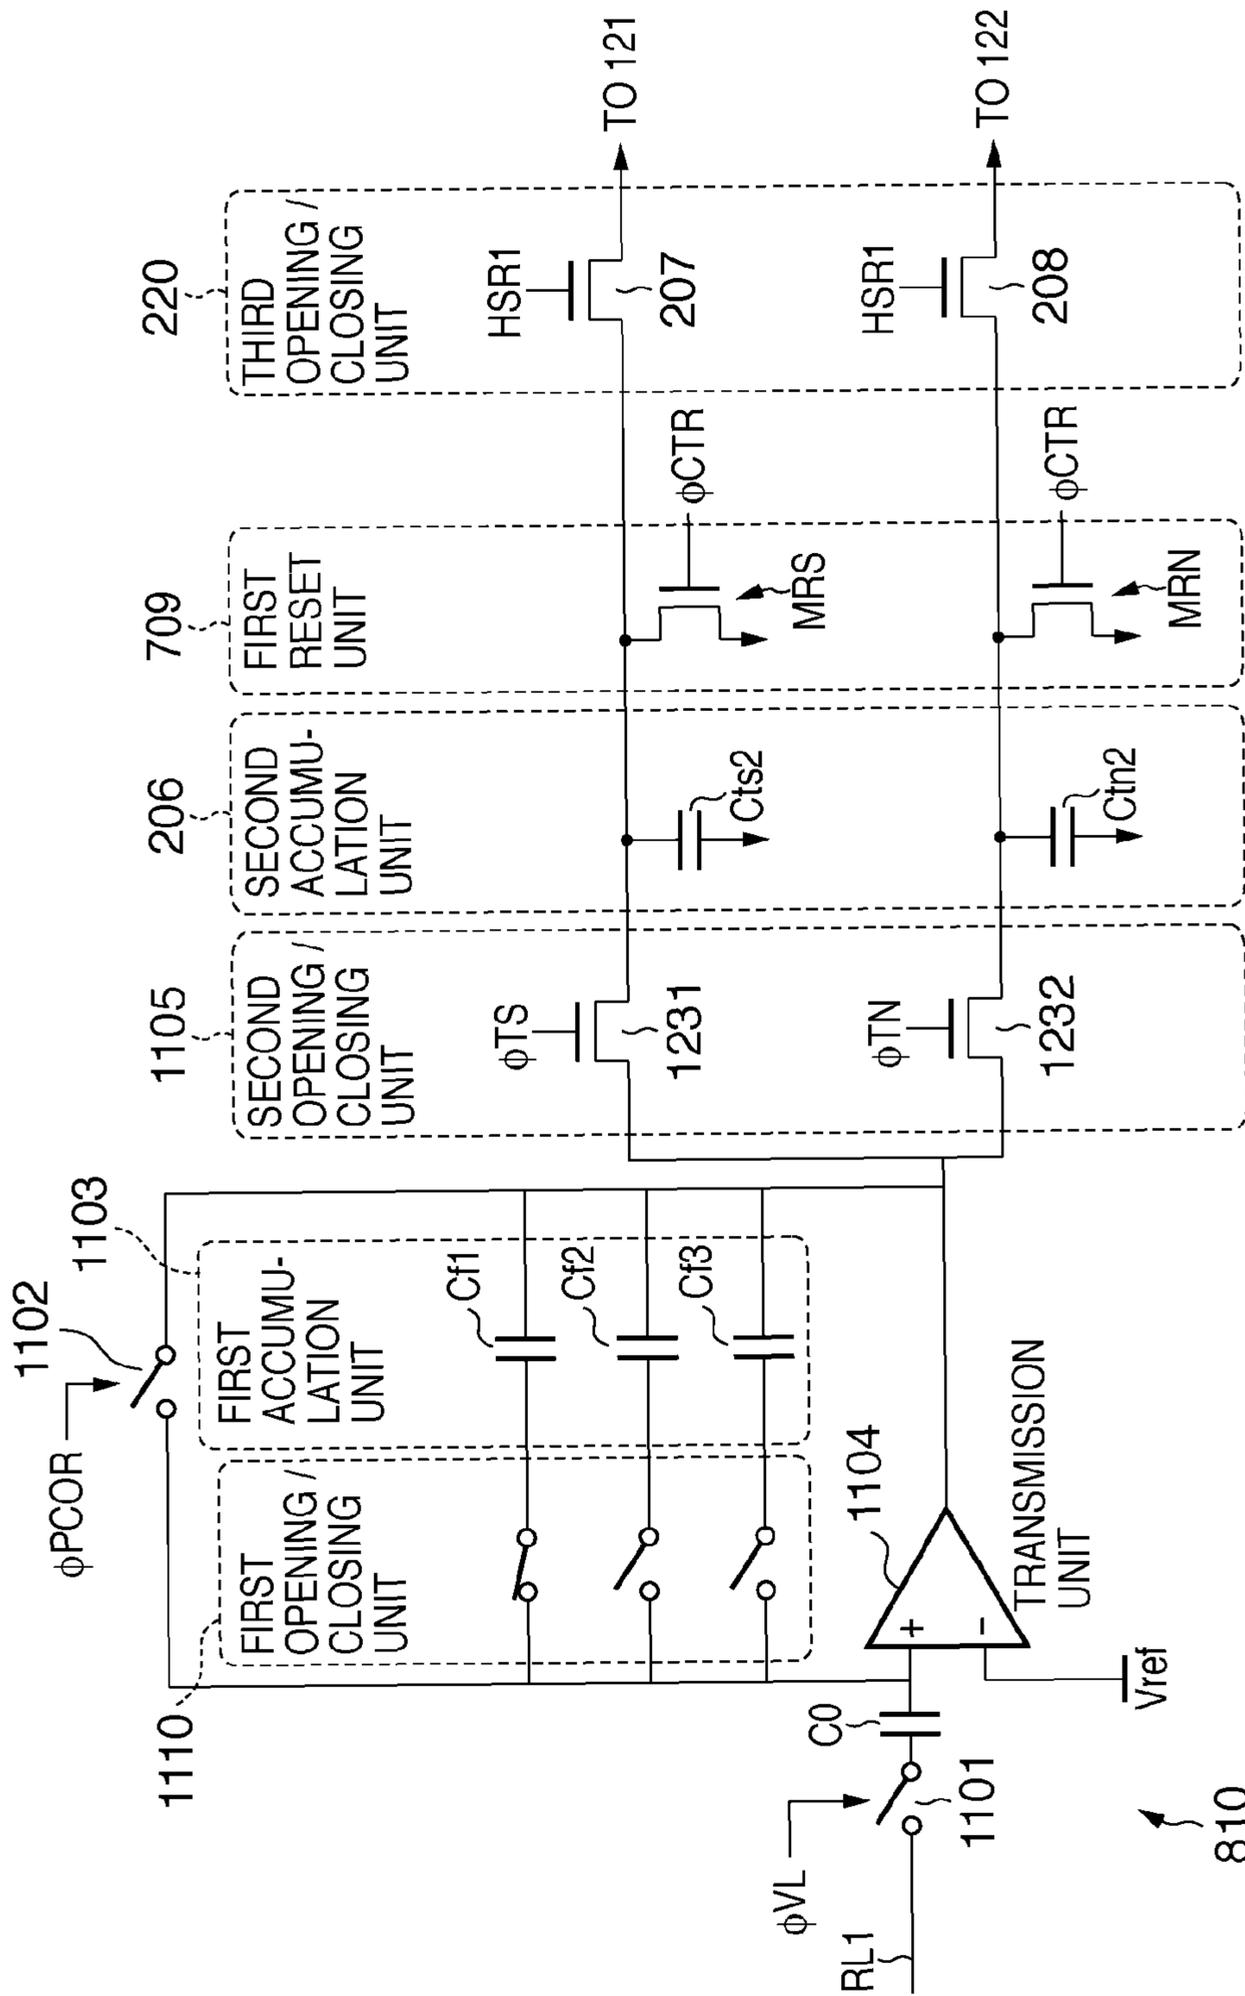 1110
FIRST
OPENING /
CLOSING
UNIT
φPCOR
1102
1103
FIRST
ACCUMU-
LATION
UNIT
Cf1
Cf2
Cf3
1105
SECOND
OPENING /
CLOSING
UNIT
φTS
1231
φTN
1232
206
SECOND
ACCUMU-
LATION
UNIT
Cts2
Ctn2
709
FIRST
RESET
UNIT
φCTR
MRS
φCTR
MRN
220
THIRD
OPENING /
CLOSING
UNIT
HSR1
207
HSR1
208
TO 121
TO 122
RL1
φVL
1101
C0
+
-
Vref
1104
TRANSMISSION
UNIT
810